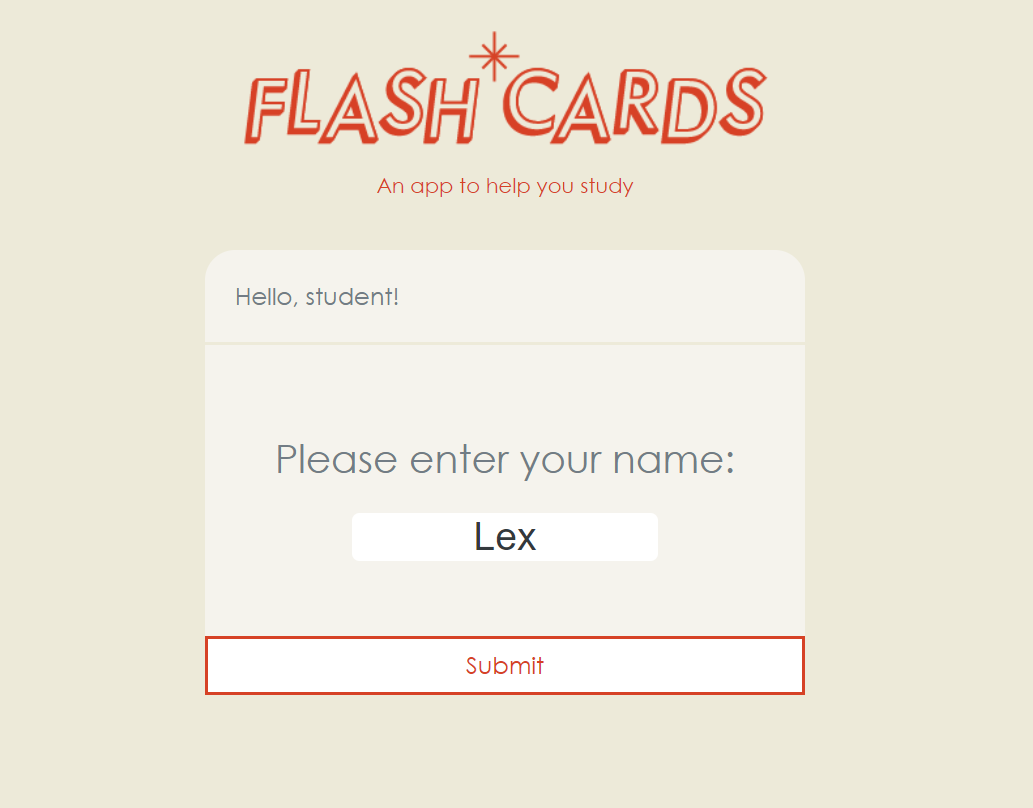 FLASH CARDS
An app to help you study
Hello, student!
Please enter your name:
Lex
Submit